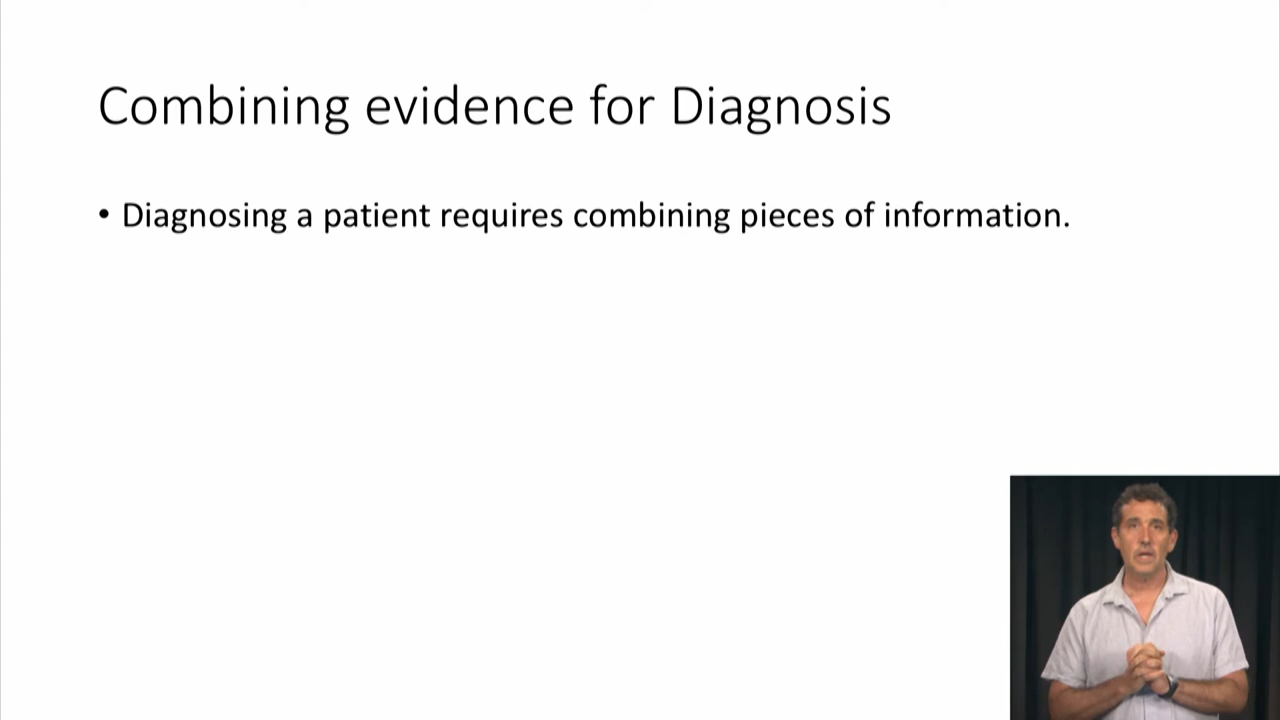 Combining evidence for Diagnosis
• Diagnosing a patient requires combining pieces of information.